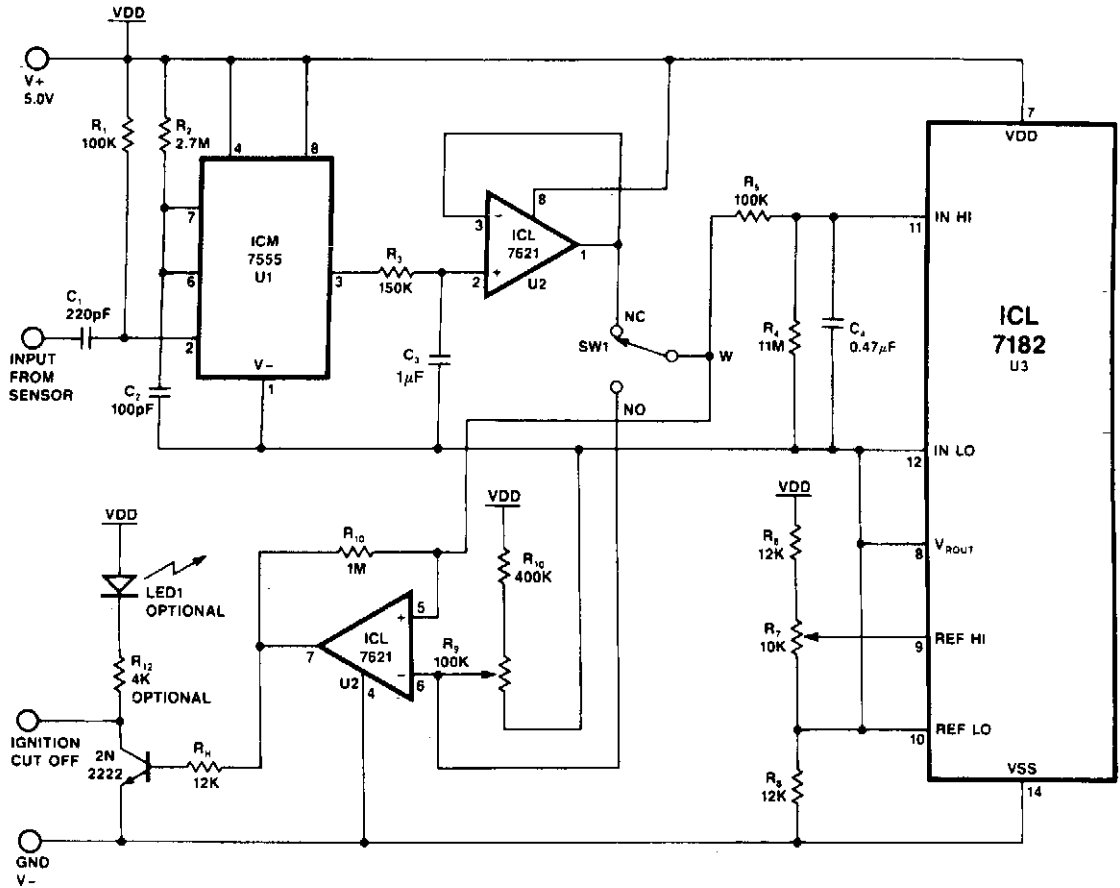 VDD
V+
5.0V
R1
100K
R2
2.7M
4
8
7
6
2
ICM
7555
U1
V-
1
3
C1
220pF
INPUT
FROM
SENSOR
C2
100pF
R3
150K
C3
1µF
3
−
8
ICL
7621
1
2
+
U2
NC
SW1
W
NO
R5
100K
R4
11M
C4
0.47µF
7
VDD
11
IN HI
ICL
7182
U3
12
IN LO
8
VROUT
9
REF HI
10
REF LO
VSS
14
VDD
R6
12K
R7
10K
R8
12K
VDD
R10
400K
R10
1M
5
+
ICL
7621
7
−
6
U2
4
R9
100K
VDD
LED1
OPTIONAL
R12
4K
OPTIONAL
IGNITION
CUT OFF
2N
2222
RH
12K
GND
V-